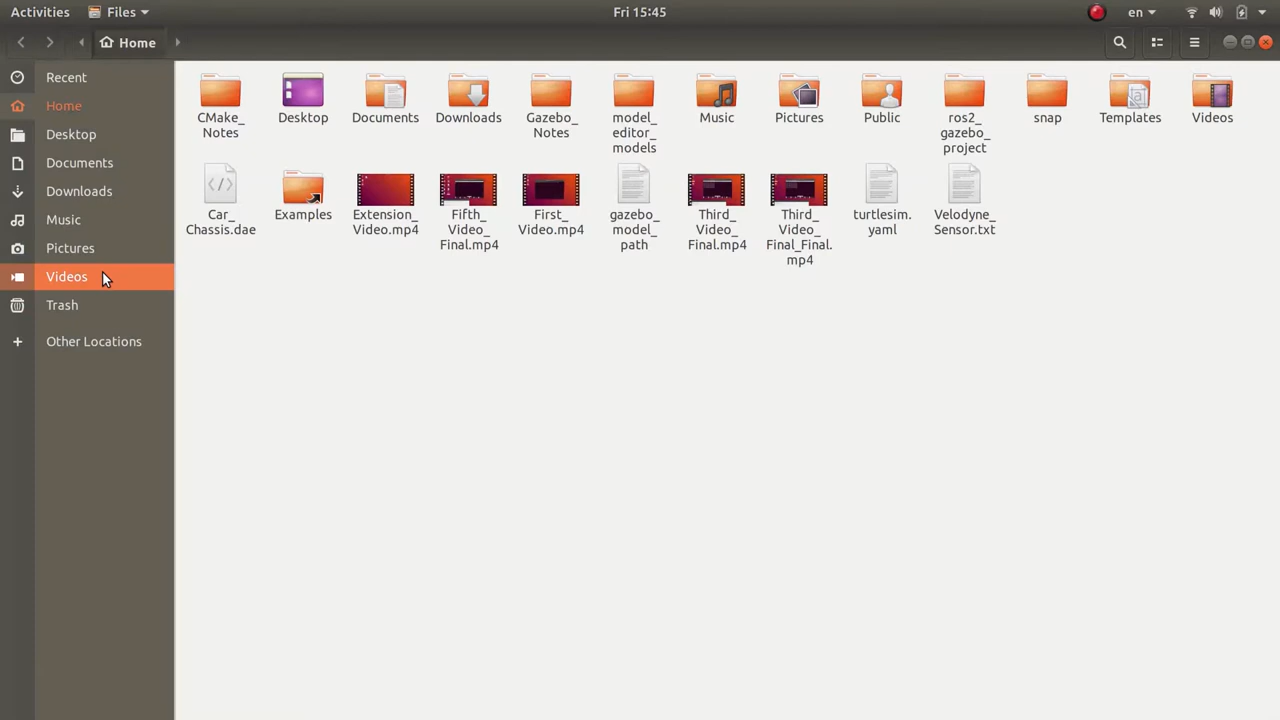 Activities
Files
Fri 15:45
en
Home
Recent
Home
Desktop
Documents
Downloads
Music
Pictures
Videos
Trash
Other Locations
CMake_
Notes
Desktop
Documents
Downloads
Gazebo_
Notes
model_
editor_
models
Music
Pictures
Public
ros2_
gazebo_
project
snap
Templates
Videos
Car_
Chassis.dae
Examples
Extension_
Video.mp4
Fifth_
Video_
Final.mp4
First_
Video.mp4
gazebo_
model_
path
Third_
Video_
Final.mp4
Third_
Video_
Final_Final.
mp4
turtlesim.
yaml
Velodyne_
Sensor.txt